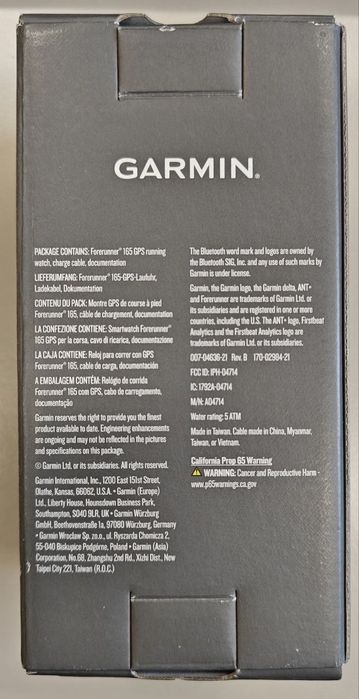 GARMIN®
PACKAGE CONTAINS: Forerunner® 165 GPS running
watch, charge cable, documentation
LIEFERUMFANG: Forerunner® 165-GPS-Laufuhr,
Ladekabel, Dokumentation
CONTENU DU PACK: Montre GPS de course à pied
Forerunner® 165, câble de chargement, documentation
LA CONFEZIONE CONTIENE: Smartwatch Forerunner®
165 GPS per la corsa, cavo di ricarica, documentazione
LA CAJA CONTIENE: Reloj para correr con GPS
Forerunner® 165, cable de carga, documentación
A EMBALAGEM CONTÉM: Relógio de corrida
Forerunner® 165 com GPS, cabo de carregamento,
documentação
Garmin reserves the right to provide you the finest
product available to date. Engineering enhancements
are ongoing and may not be reflected in the pictures
and specifications on this package.
© Garmin Ltd. or its subsidiaries. All rights reserved.
Garmin International, Inc., 1200 East 151st Street,
Olathe, Kansas, 66062, U.S.A. • Garmin (Europe)
Ltd., Liberty House, Hounsdown Business Park,
Southampton, SO40 9LR, UK • Garmin Würzburg
GmbH, Beethovenstraße 1a, 97080 Würzburg, Germany
• Garmin Wroclaw Sp. z o.o., ul. Ryszarda Chomicza 2,
55-040 Biskupice Podgórne, Poland • Garmin (Asia)
Corporation, No.68, Zhangshu 2nd Rd., Xizhi Dist., New
Taipei City 221, Taiwan (R.O.C.)
The Bluetooth word mark and logos are owned by
the Bluetooth SIG, Inc. and any use of such marks by
Garmin is under license.
Garmin, the Garmin logo, the Garmin delta, ANT+
and Forerunner are trademarks of Garmin Ltd. or
its subsidiaries and are registered in one or more
countries, including the U.S. The ANT+ logo, Firstbeat
Analytics and the Firstbeat Analytics logo are
trademarks of Garmin Ltd. or its subsidiaries.
007-04636-21 Rev. B 170-02984-21
FCC ID: IPH-04714
IC: 1792A-04714
M/N: A04714
Water rating: 5 ATM
Made in Taiwan. Cable made in China, Myanmar,
Taiwan, or Vietnam.
California Prop 65 Warning
⚠ WARNING: Cancer and Reproductive Harm -
www.p65warnings.ca.gov